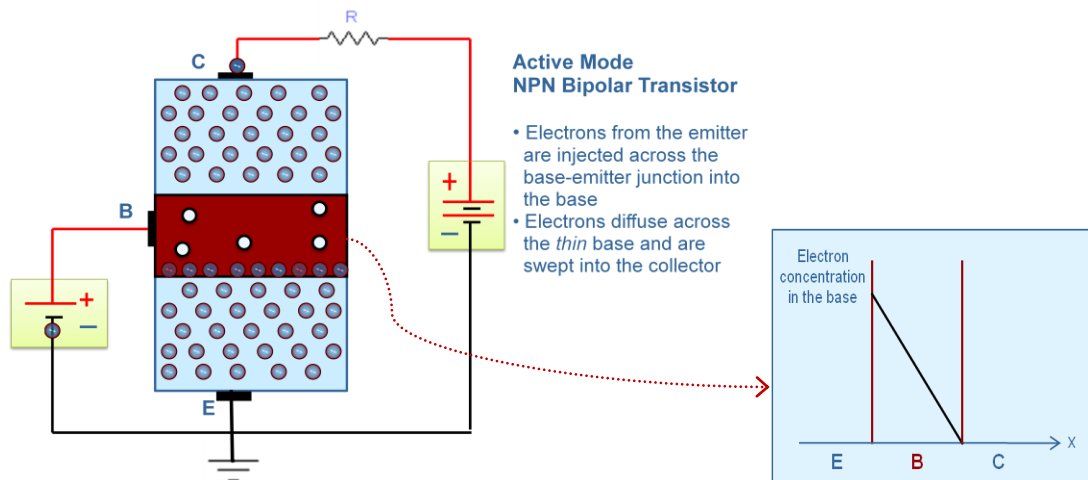 R
C
Active Mode
NPN Bipolar Transistor
• Electrons from the emitter
are injected across the
base-emitter junction into
the base
• Electrons diffuse across
the thin base and are
swept into the collector
+
−
B
+
−
E
Electron
concentration
in the base
X
E B C